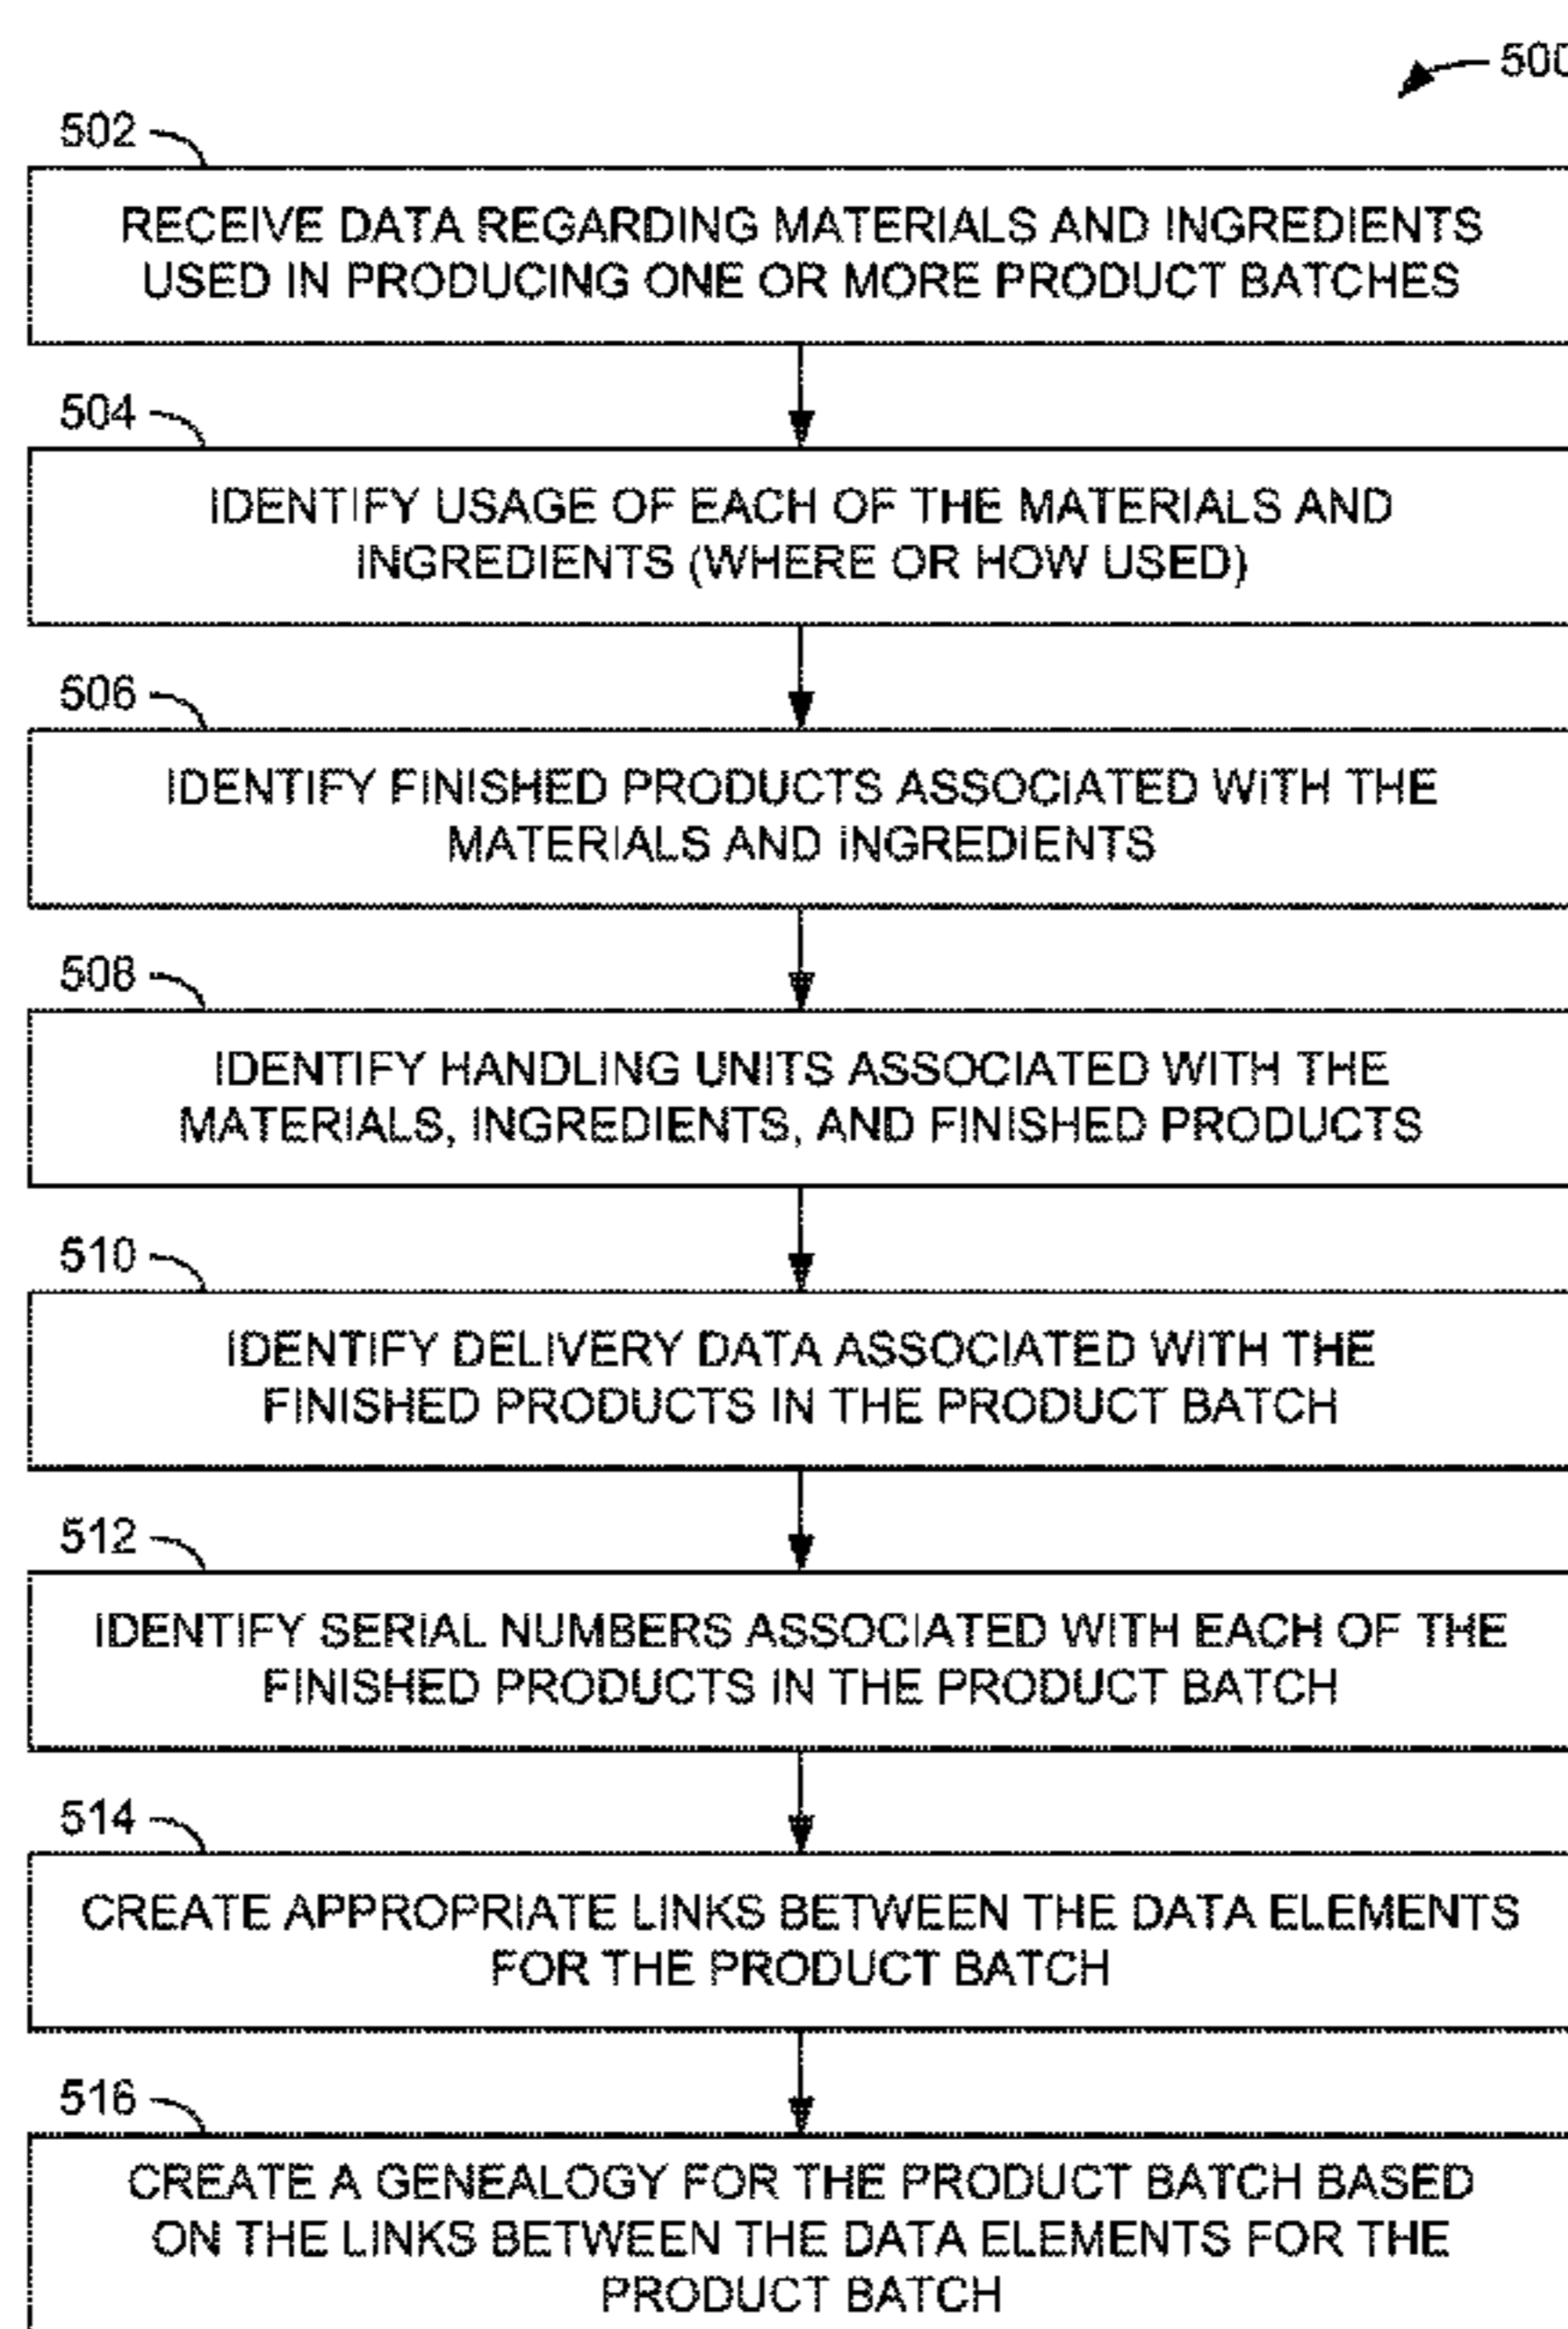 500
502
RECEIVE DATA REGARDING MATERIALS AND INGREDIENTS
USED IN PRODUCING ONE OR MORE PRODUCT BATCHES
504
IDENTIFY USAGE OF EACH OF THE MATERIALS AND
INGREDIENTS (WHERE OR HOW USED)
506
IDENTIFY FINISHED PRODUCTS ASSOCIATED WITH THE
MATERIALS AND INGREDIENTS
508
IDENTIFY HANDLING UNITS ASSOCIATED WITH THE
MATERIALS, INGREDIENTS, AND FINISHED PRODUCTS
510
IDENTIFY DELIVERY DATA ASSOCIATED WITH THE
FINISHED PRODUCTS IN THE PRODUCT BATCH
512
IDENTIFY SERIAL NUMBERS ASSOCIATED WITH EACH OF THE
FINISHED PRODUCTS IN THE PRODUCT BATCH
514
CREATE APPROPRIATE LINKS BETWEEN THE DATA ELEMENTS
FOR THE PRODUCT BATCH
516
CREATE A GENEALOGY FOR THE PRODUCT BATCH BASED
ON THE LINKS BETWEEN THE DATA ELEMENTS FOR THE
PRODUCT BATCH